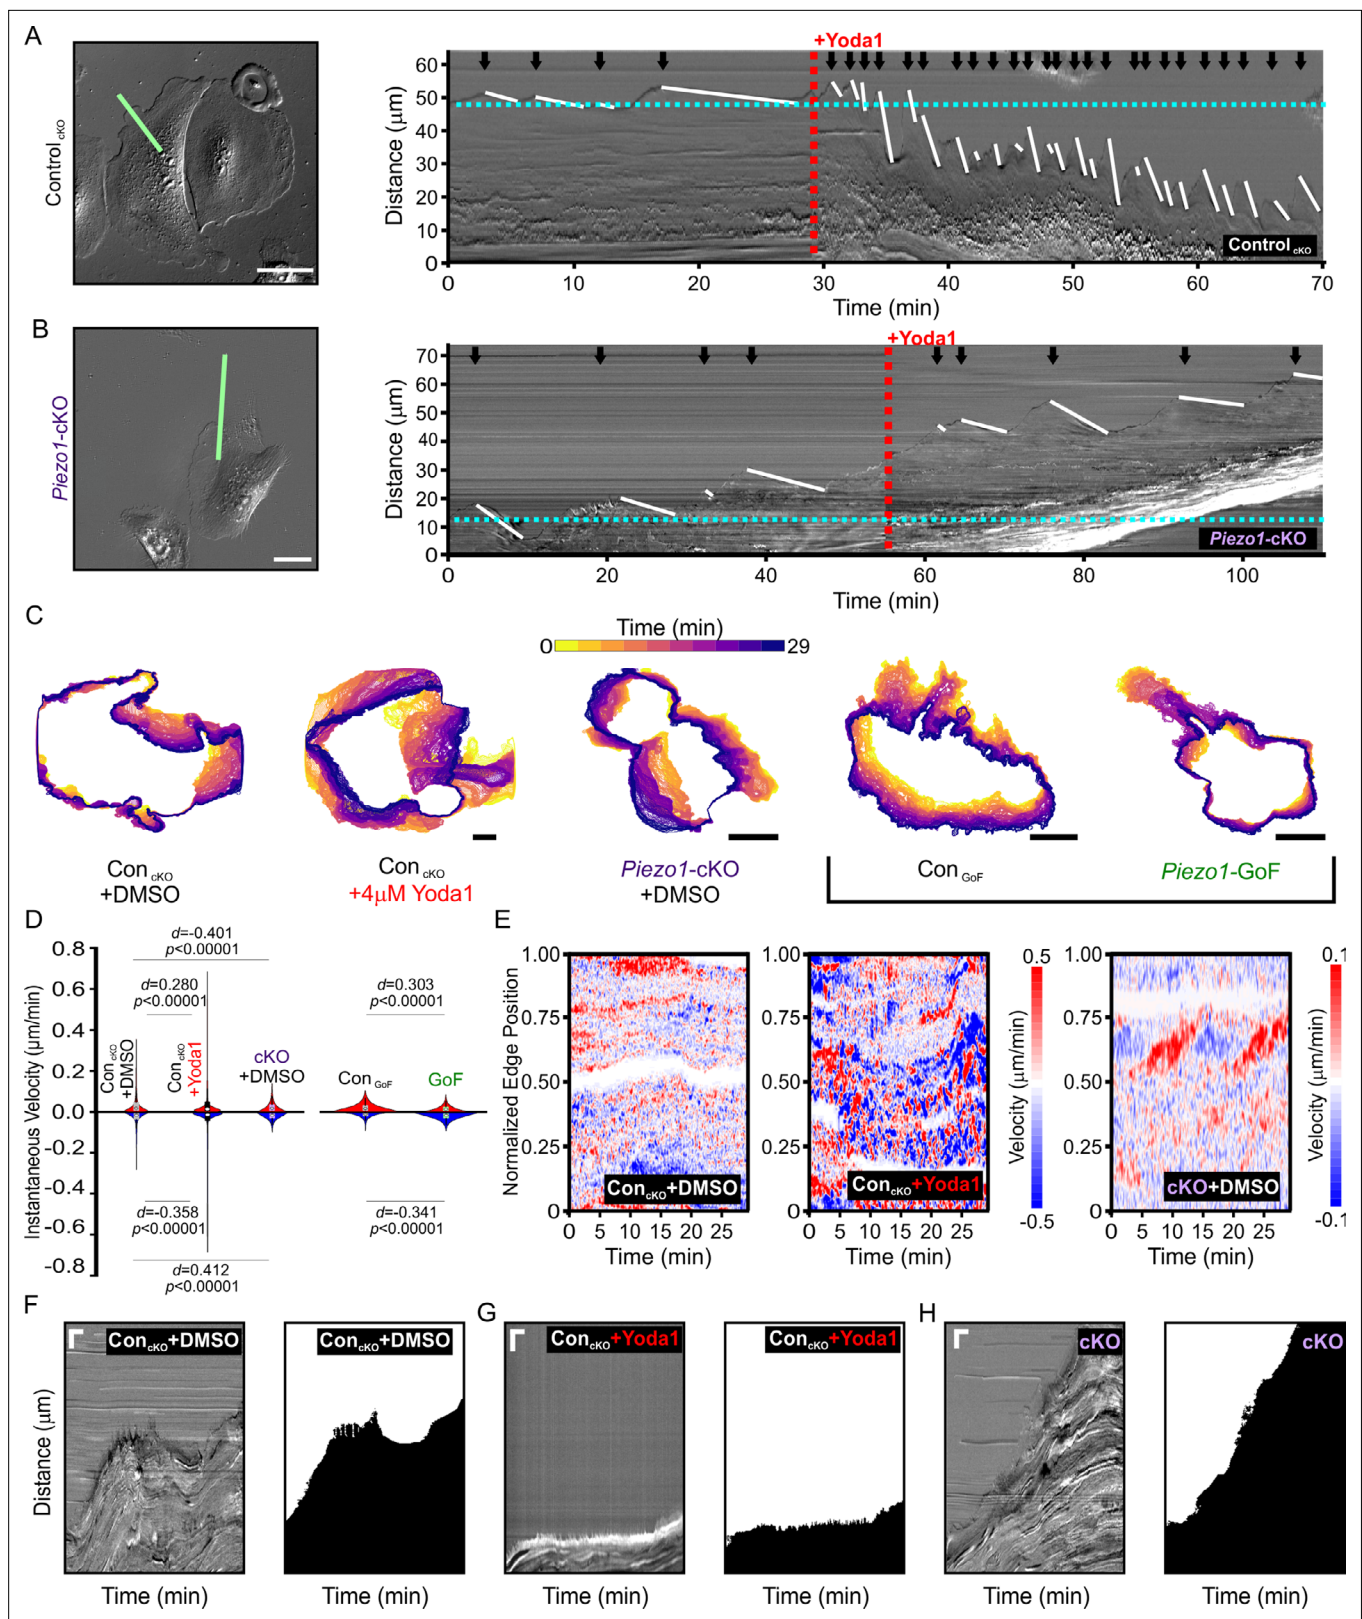 A
Control cKO
+Yoda1
Distance (μm)
60
50
40
30
20
10
0
Control cKO
0 10 20 30 40 50 60 70
Time (min)
B
Piezo1-cKO
+Yoda1
Distance (μm)
70
60
50
40
30
20
10
0
Piezo1-cKO
0 20 40 60 80 100
Time (min)
C
Time (min)
0 29
Con cKO
+DMSO
Con cKO
+4μM Yoda1
Piezo1-cKO
+DMSO
Con GoF
Piezo1-GoF
D
Instantaneous Velocity (μm/min)
0.8
0.6
0.4
0.2
0.0
-0.2
-0.4
-0.6
-0.8
d=-0.401
p<0.00001
d=0.280
p<0.00001
d=0.303
p<0.00001
Con cKO
+DMSO
Con cKO
+Yoda1
cKO
+DMSO
Con GoF
GoF
d=-0.358
p<0.00001
d=-0.341
p<0.00001
d=0.412
p<0.00001
E
Normalized Edge Position
1.00
0.75
0.50
0.25
0
Con cKO+DMSO
0 5 10 15 20 25
Time (min)
1.00
0.75
0.50
0.25
0
Con cKO+Yoda1
0 5 10 15 20 25
Time (min)
0.5
Velocity (μm/min)
-0.5
1.00
0.75
0.50
0.25
0
cKO+DMSO
0 5 10 15 20 25
Time (min)
0.1
Velocity (μm/min)
-0.1
F
Distance (μm)
Con cKO+DMSO
Time (min)
Con cKO+DMSO
Time (min)
G
Con cKO+Yoda1
Time (min)
Con cKO+Yoda1
Time (min)
H
cKO
Time (min)
cKO
Time (min)